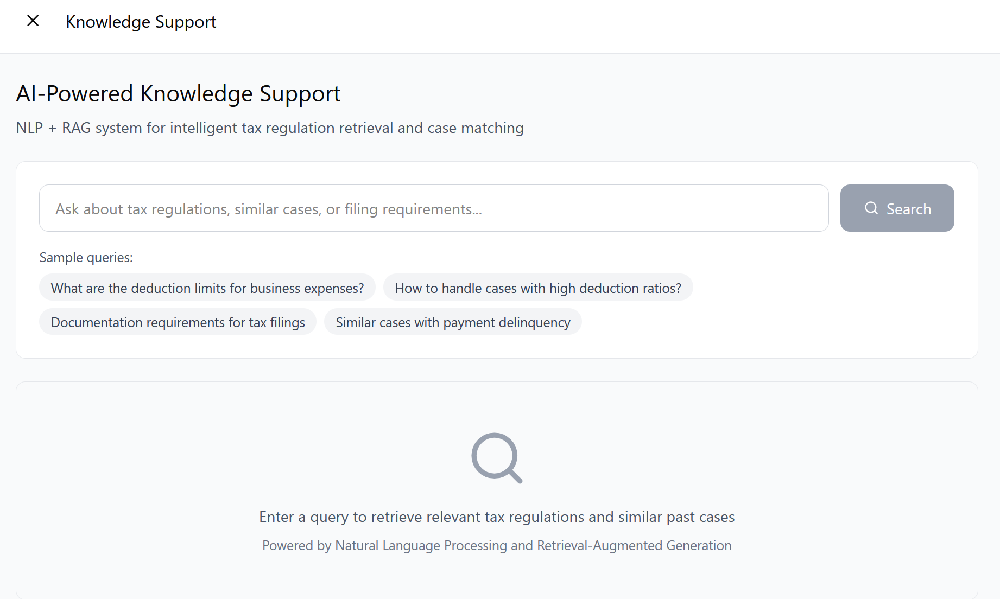 Knowledge Support
AI-Powered Knowledge Support
NLP + RAG system for intelligent tax regulation retrieval and case matching
Ask about tax regulations, similar cases, or filing requirements...
Search
Sample queries:
What are the deduction limits for business expenses?
How to handle cases with high deduction ratios?
Documentation requirements for tax filings
Similar cases with payment delinquency
Enter a query to retrieve relevant tax regulations and similar past cases
Powered by Natural Language Processing and Retrieval-Augmented Generation